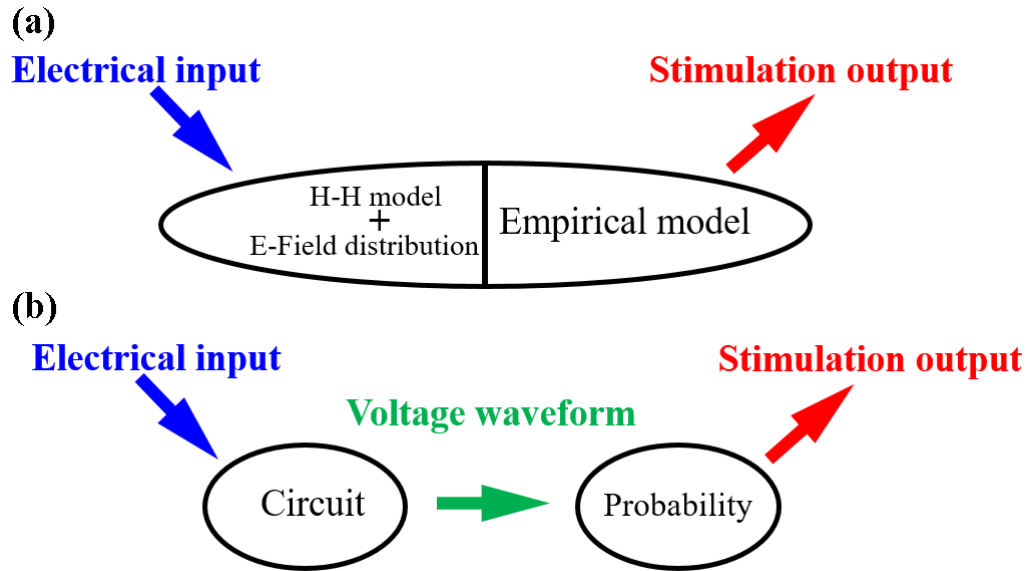 (a)
Electrical input
Stimulation output
H-H model
+
E-Field distribution
Empirical model
(b)
Electrical input
Stimulation output
Voltage waveform
Circuit
Probability